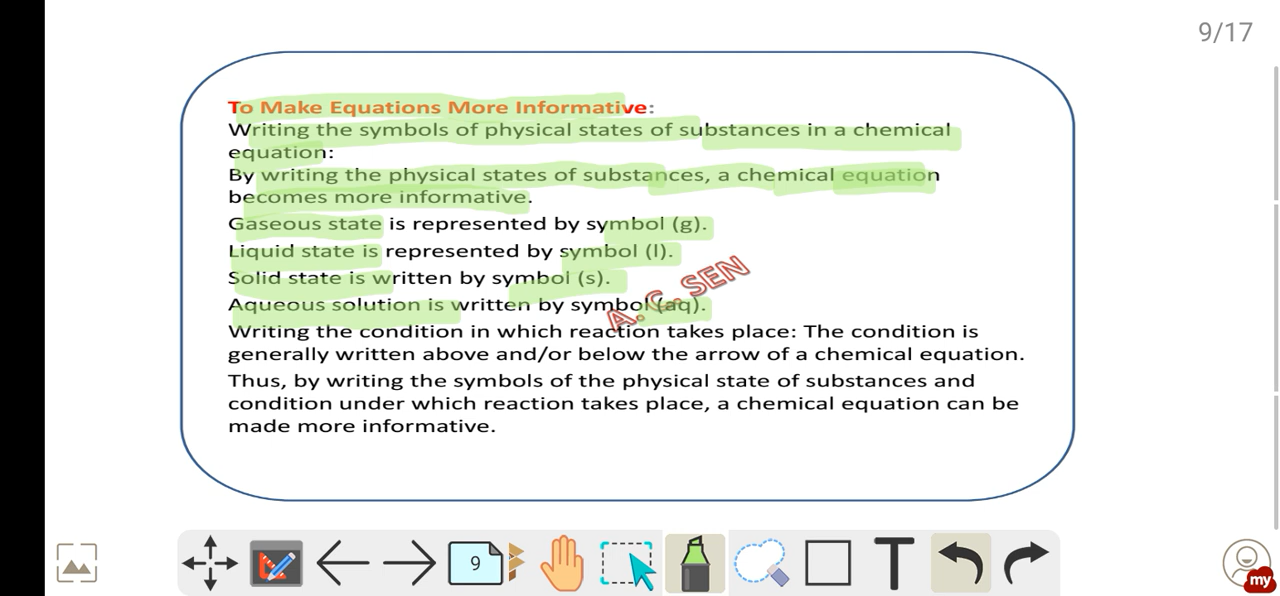 9/17
To Make Equations More Informative:
Writing the symbols of physical states of substances in a chemical
equation:
By writing the physical states of substances, a chemical equation
becomes more informative.
Gaseous state is represented by symbol (g).
Liquid state is represented by symbol (l).
Solid state is written by symbol (s).
Aqueous solution is written by symbol (aq).
A.C. SEN
Writing the condition in which reaction takes place: The condition is
generally written above and/or below the arrow of a chemical equation.
Thus, by writing the symbols of the physical state of substances and
condition under which reaction takes place, a chemical equation can be
made more informative.
9
T
my